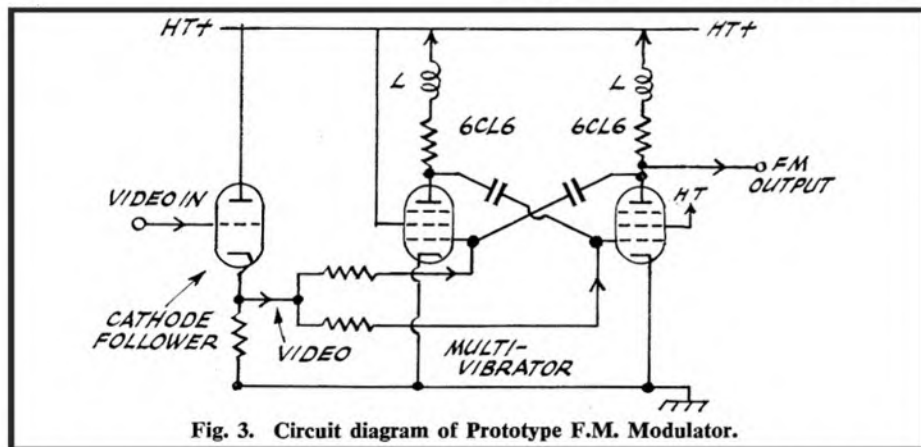 HT+
HT+
L
L
6CL6
6CL6
FM
OUTPUT
VIDEO IN
HT
CATHODE
FOLLOWER
VIDEO
MULTI-
VIBRATOR
Fig. 3. Circuit diagram of Prototype F.M. Modulator.